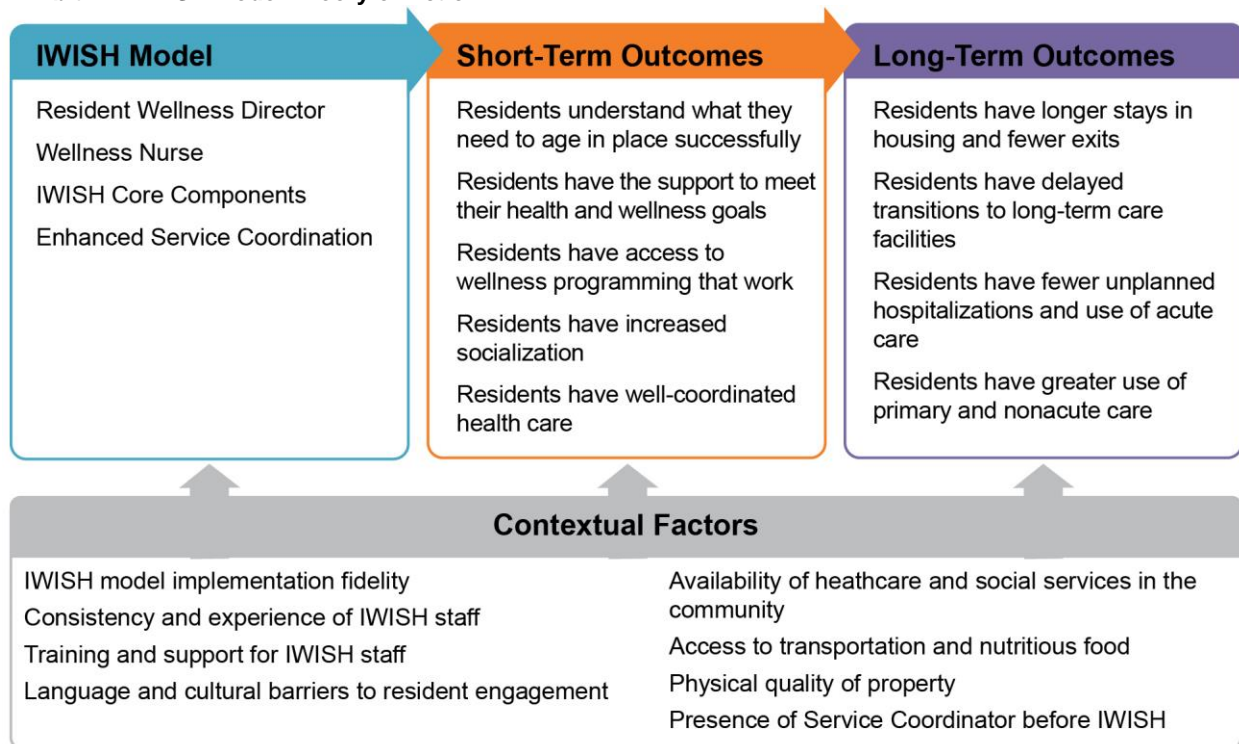 IWISH Model
Resident Wellness Director
Wellness Nurse
IWISH Core Components
Enhanced Service Coordination
Short-Term Outcomes
Residents understand what they
need to age in place successfully
Residents have the support to meet
their health and wellness goals
Residents have access to
wellness programming that work
Residents have increased
socialization
Residents have well-coordinated
health care
Long-Term Outcomes
Residents have longer stays in
housing and fewer exits
Residents have delayed
transitions to long-term care
facilities
Residents have fewer unplanned
hospitalizations and use of acute
care
Residents have greater use of
primary and nonacute care
Contextual Factors
IWISH model implementation fidelity
Consistency and experience of IWISH staff
Training and support for IWISH staff
Language and cultural barriers to resident engagement
Availability of heathcare and social services in the
community
Access to transportation and nutritious food
Physical quality of property
Presence of Service Coordinator before IWISH